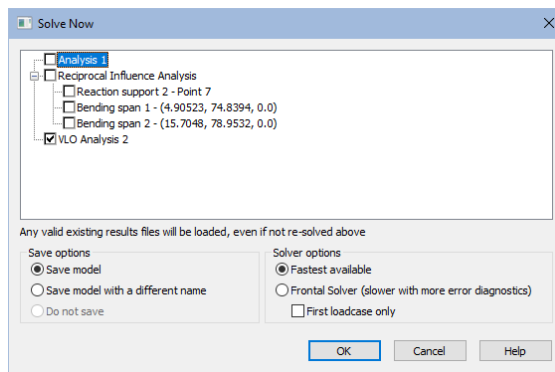 Solve Now
Analysis 1
Reciprocal Influence Analysis
Reaction support 2 - Point 7
Bending span 1 - (4.90523, 74.8394, 0.0)
Bending span 2 - (15.7048, 78.9532, 0.0)
VLO Analysis 2
Any valid existing results files will be loaded, even if not re-solved above
Save options
Save model
Save model with a different name
Do not save
Solver options
Fastest available
Frontal Solver (slower with more error diagnostics)
First loadcase only
OK Cancel Help